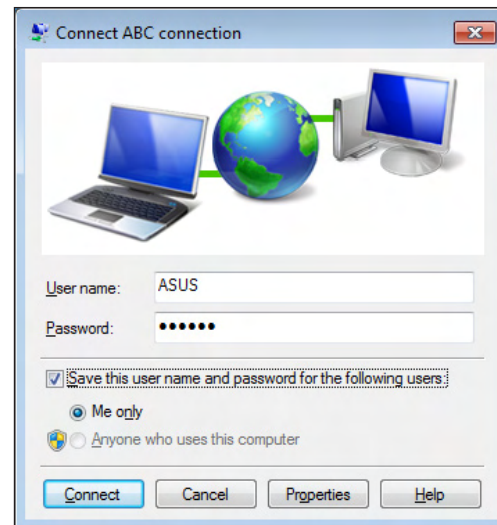 Connect ABC connection
User name: ASUS
Password: ••••••
Save this user name and password for the following users:
Me only
Anyone who uses this computer
Connect Cancel Properties Help